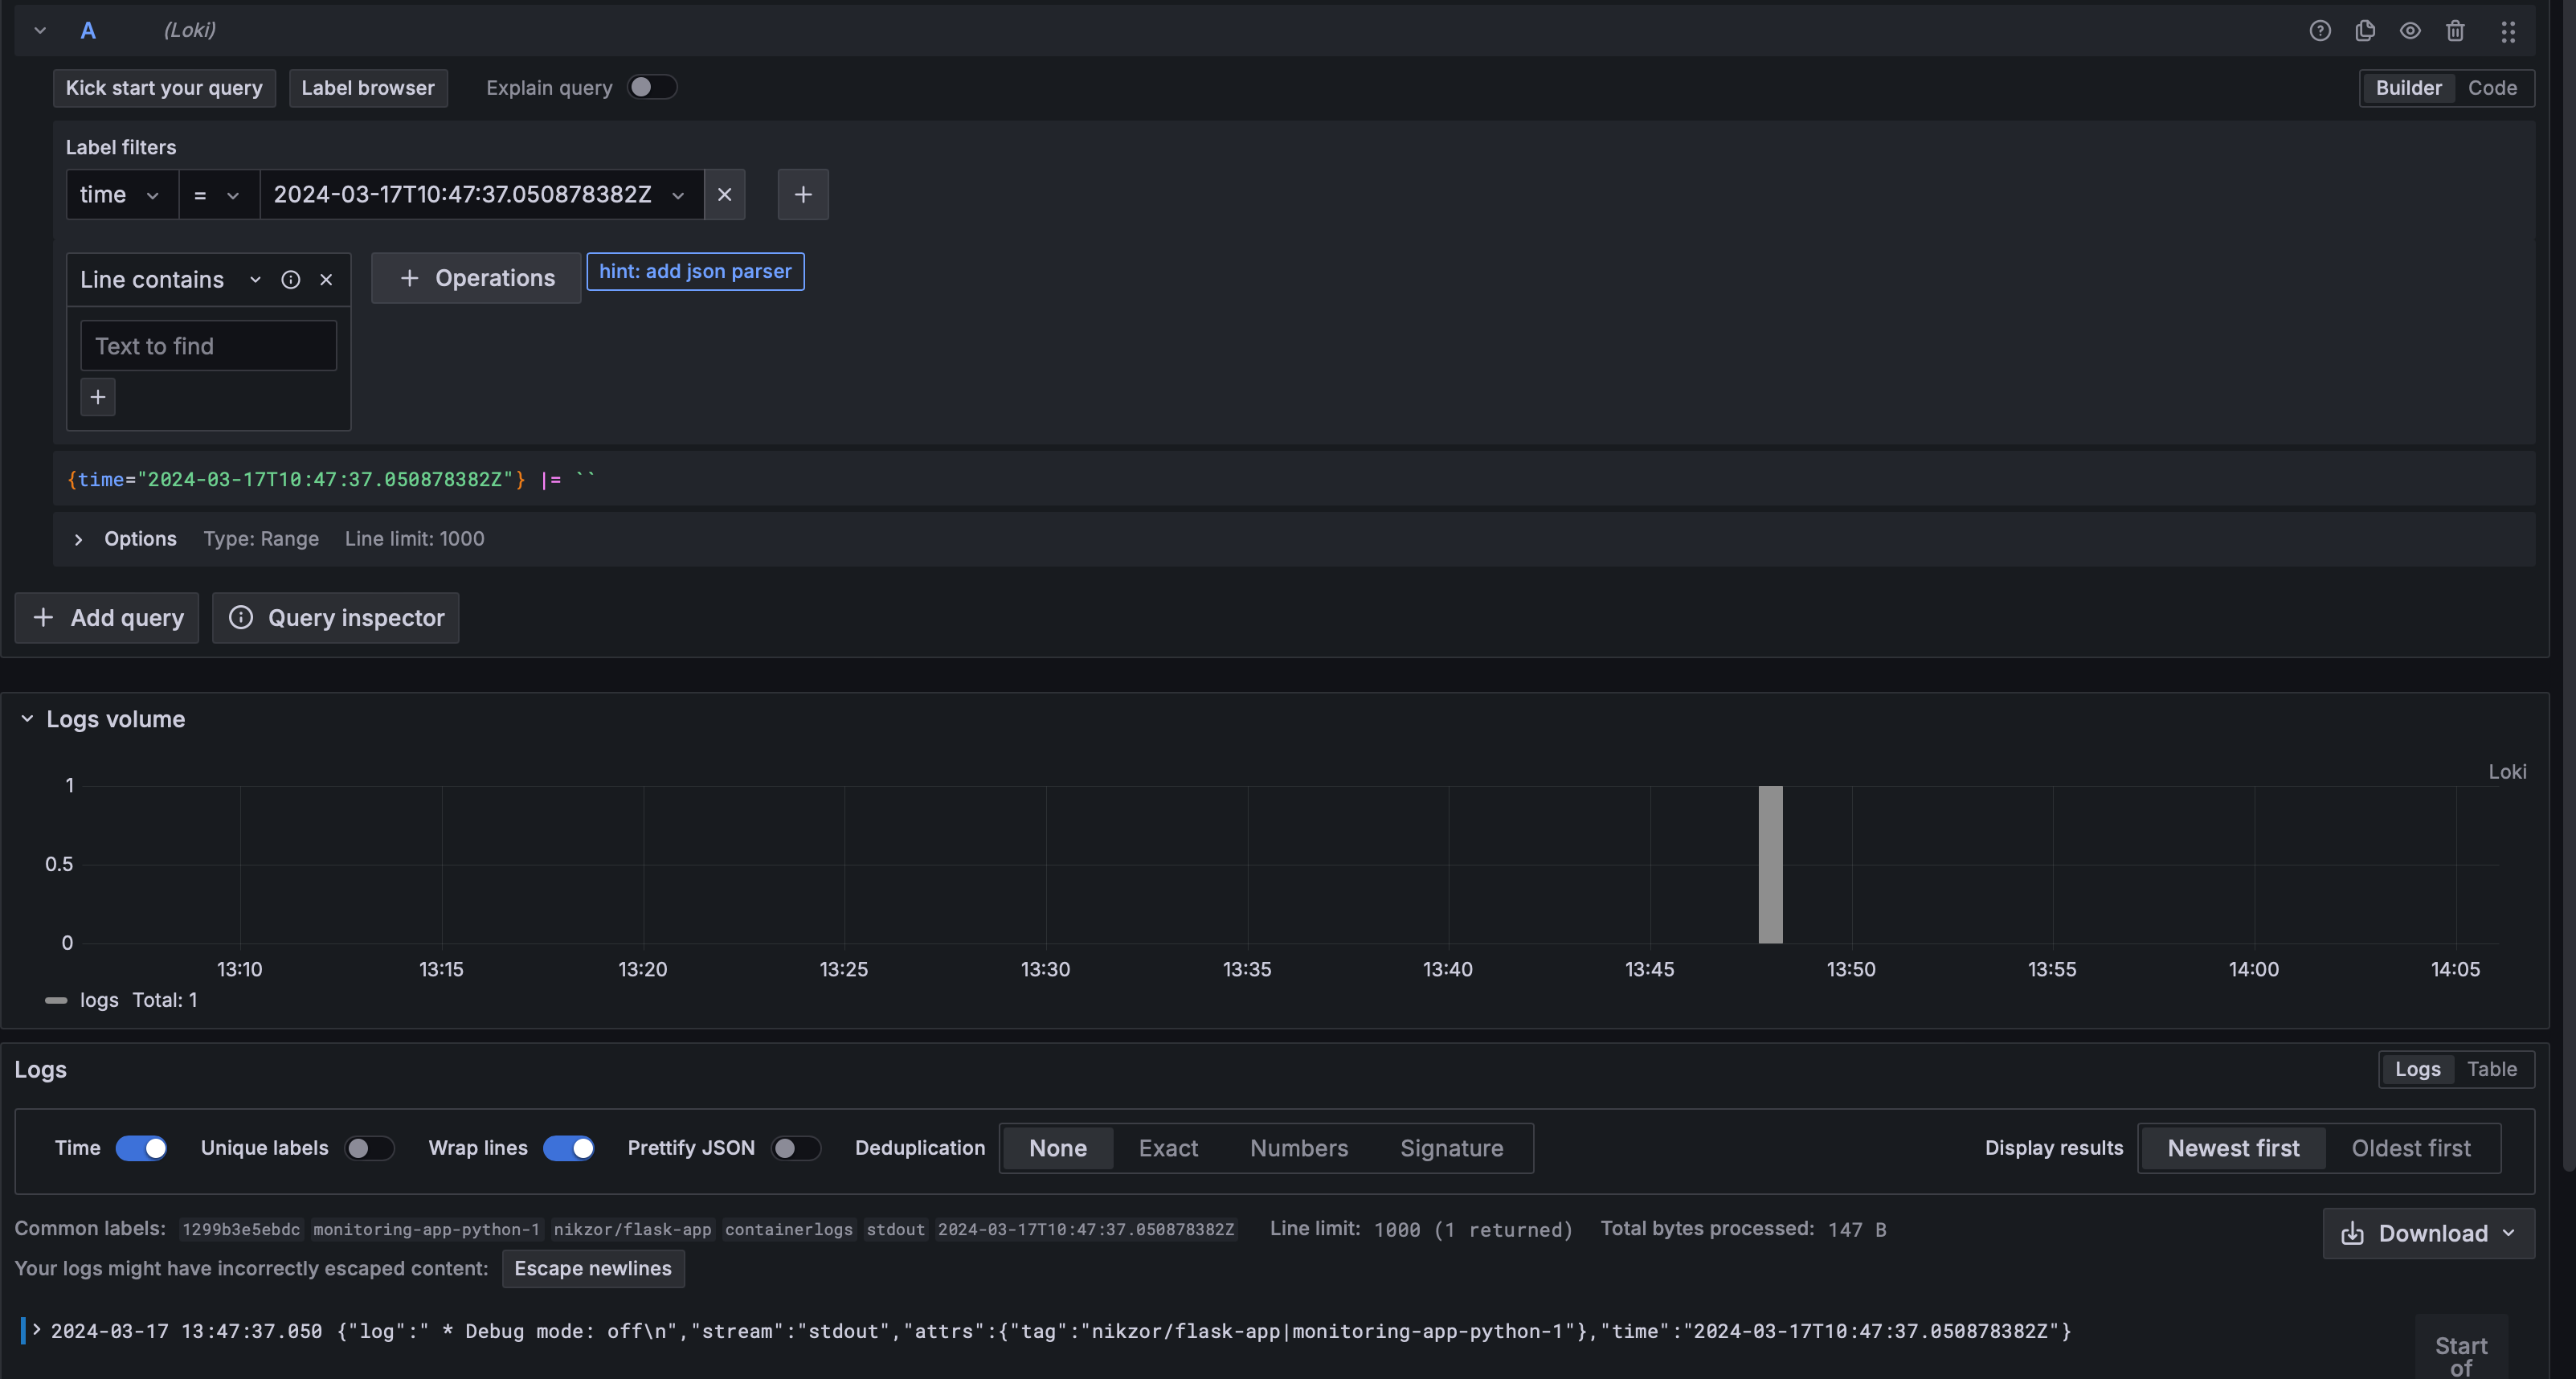 A (Loki)
Kick start your query Label browser Explain query Builder Code
Label filters
time = 2024-03-17T10:47:37.050878382Z
Line contains Operations hint: add json parser
Text to find
{time="2024-03-17T10:47:37.050878382Z"} |= ``
Options Type: Range Line limit: 1000
Add query Query inspector
Logs volume
Loki
1
0.5
0
13:10 13:15 13:20 13:25 13:30 13:35 13:40 13:45 13:50 13:55 14:00 14:05
logs Total: 1
Logs Logs Table
Time Unique labels Wrap lines Prettify JSON Deduplication None Exact Numbers Signature Display results Newest first Oldest first
Common labels: 1299b3e5ebdc monitoring-app-python-1 nikzor/flask-app containerlogs stdout 2024-03-17T10:47:37.050878382Z Line limit: 1000 (1 returned) Total bytes processed: 147 B Download
Your logs might have incorrectly escaped content: Escape newlines
2024-03-17 13:47:37.050 {"log":" * Debug mode: off\n","stream":"stdout","attrs":{"tag":"nikzor/flask-app|monitoring-app-python-1"},"time":"2024-03-17T10:47:37.050878382Z"}
Start
of